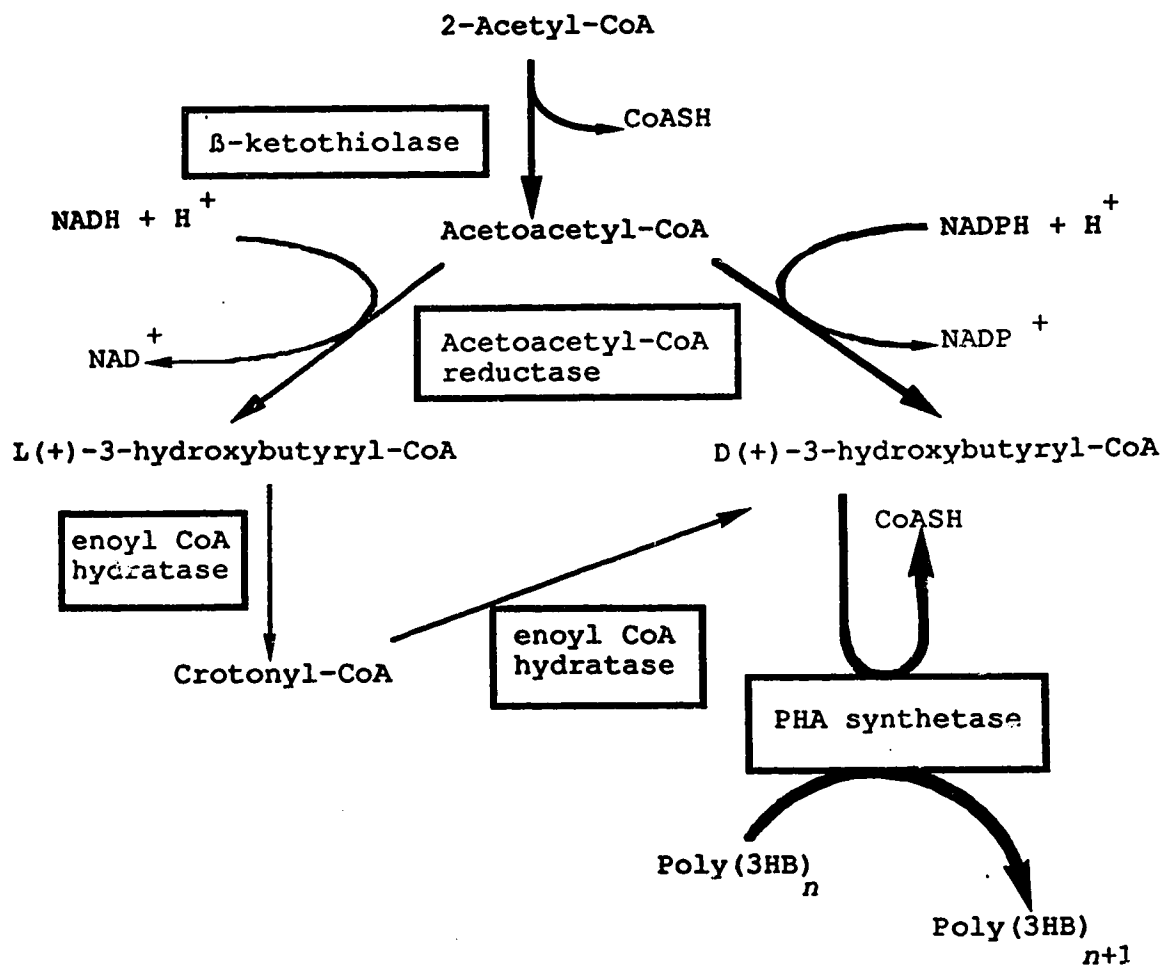 2-Acetyl-CoA
CoASH
ß-ketothiolase
NADH + H+
Acetoacetyl-CoA
NADPH + H+
NAD+
Acetoacetyl-CoA
reductase
NADP +
L(+)-3-hydroxybutyryl-CoA
D(+)-3-hydroxybutyryl-CoA
enoyl CoA
hydratase
CoASH
Crotonyl-CoA
enoyl CoA
hydratase
PHA synthetase
Poly(3HB)n
Poly(3HB)n+1